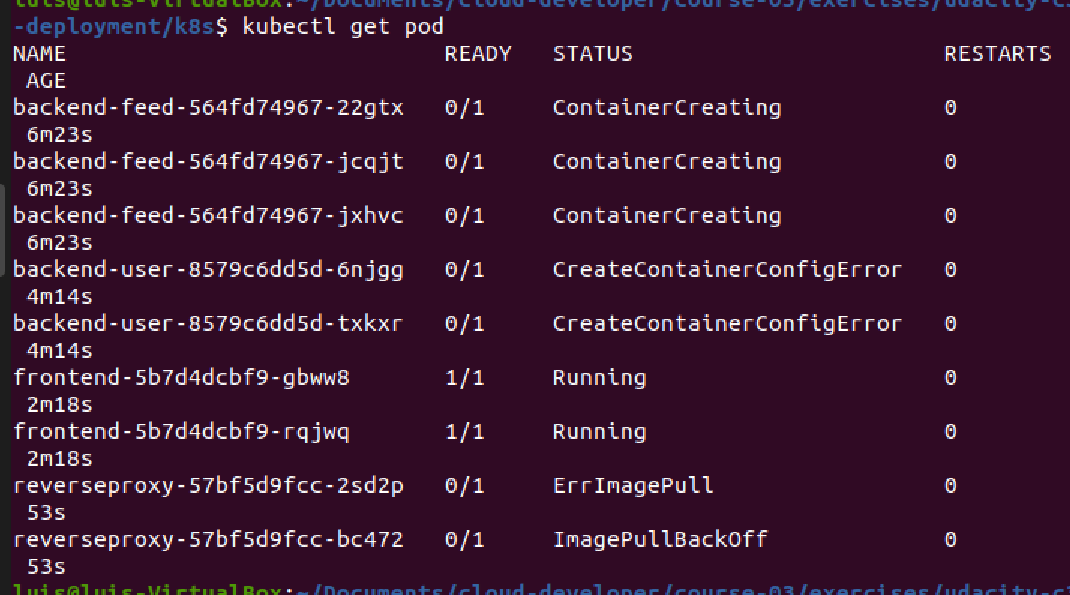 luis@luis-VirtualBox:~/Documents/cloud-developer/course-03/exercises/udacity-c3
-deployment/k8s$ kubectl get pod
NAME READY STATUS RESTARTS
AGE
backend-feed-564fd74967-22gtx 0/1 ContainerCreating 0
6m23s
backend-feed-564fd74967-jcqjt 0/1 ContainerCreating 0
6m23s
backend-feed-564fd74967-jxhvc 0/1 ContainerCreating 0
6m23s
backend-user-8579c6dd5d-6njgg 0/1 CreateContainerConfigError 0
4m14s
backend-user-8579c6dd5d-txkxr 0/1 CreateContainerConfigError 0
4m14s
frontend-5b7d4dcbf9-gbww8 1/1 Running 0
2m18s
frontend-5b7d4dcbf9-rqjwq 1/1 Running 0
2m18s
reverseproxy-57bf5d9fcc-2sd2p 0/1 ErrImagePull 0
53s
reverseproxy-57bf5d9fcc-bc472 0/1 ImagePullBackOff 0
53s
luis@luis-VirtualBox:~/Documents/cloud-developer/course-03/exercises/udacity-c3